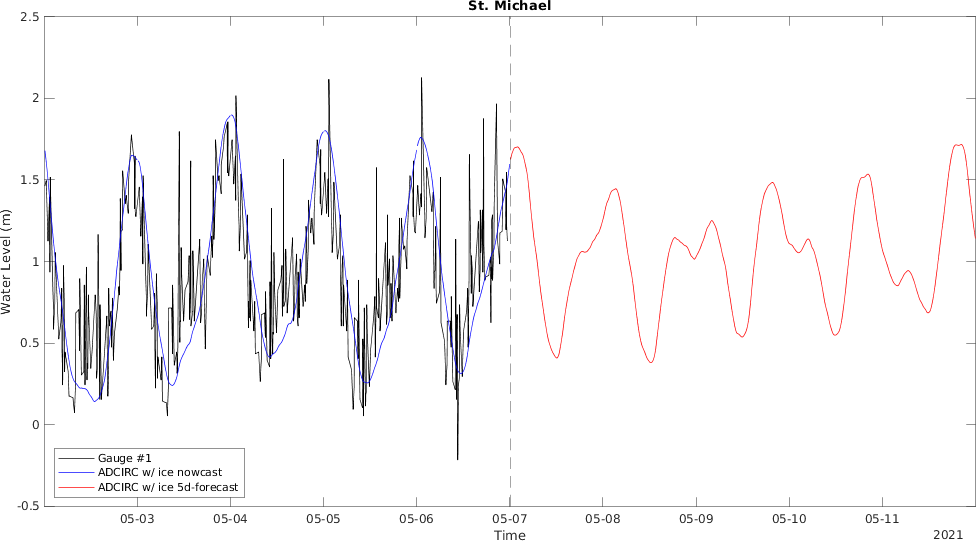 St. Michael
2.5
2
1.5
1
0.5
0
-0.5
Water Level (m)
Gauge #1
ADCIRC w/ ice nowcast
ADCIRC w/ ice 5d-forecast
05-03 05-04 05-05 05-06 05-07 05-08 05-09 05-10 05-11
Time
2021